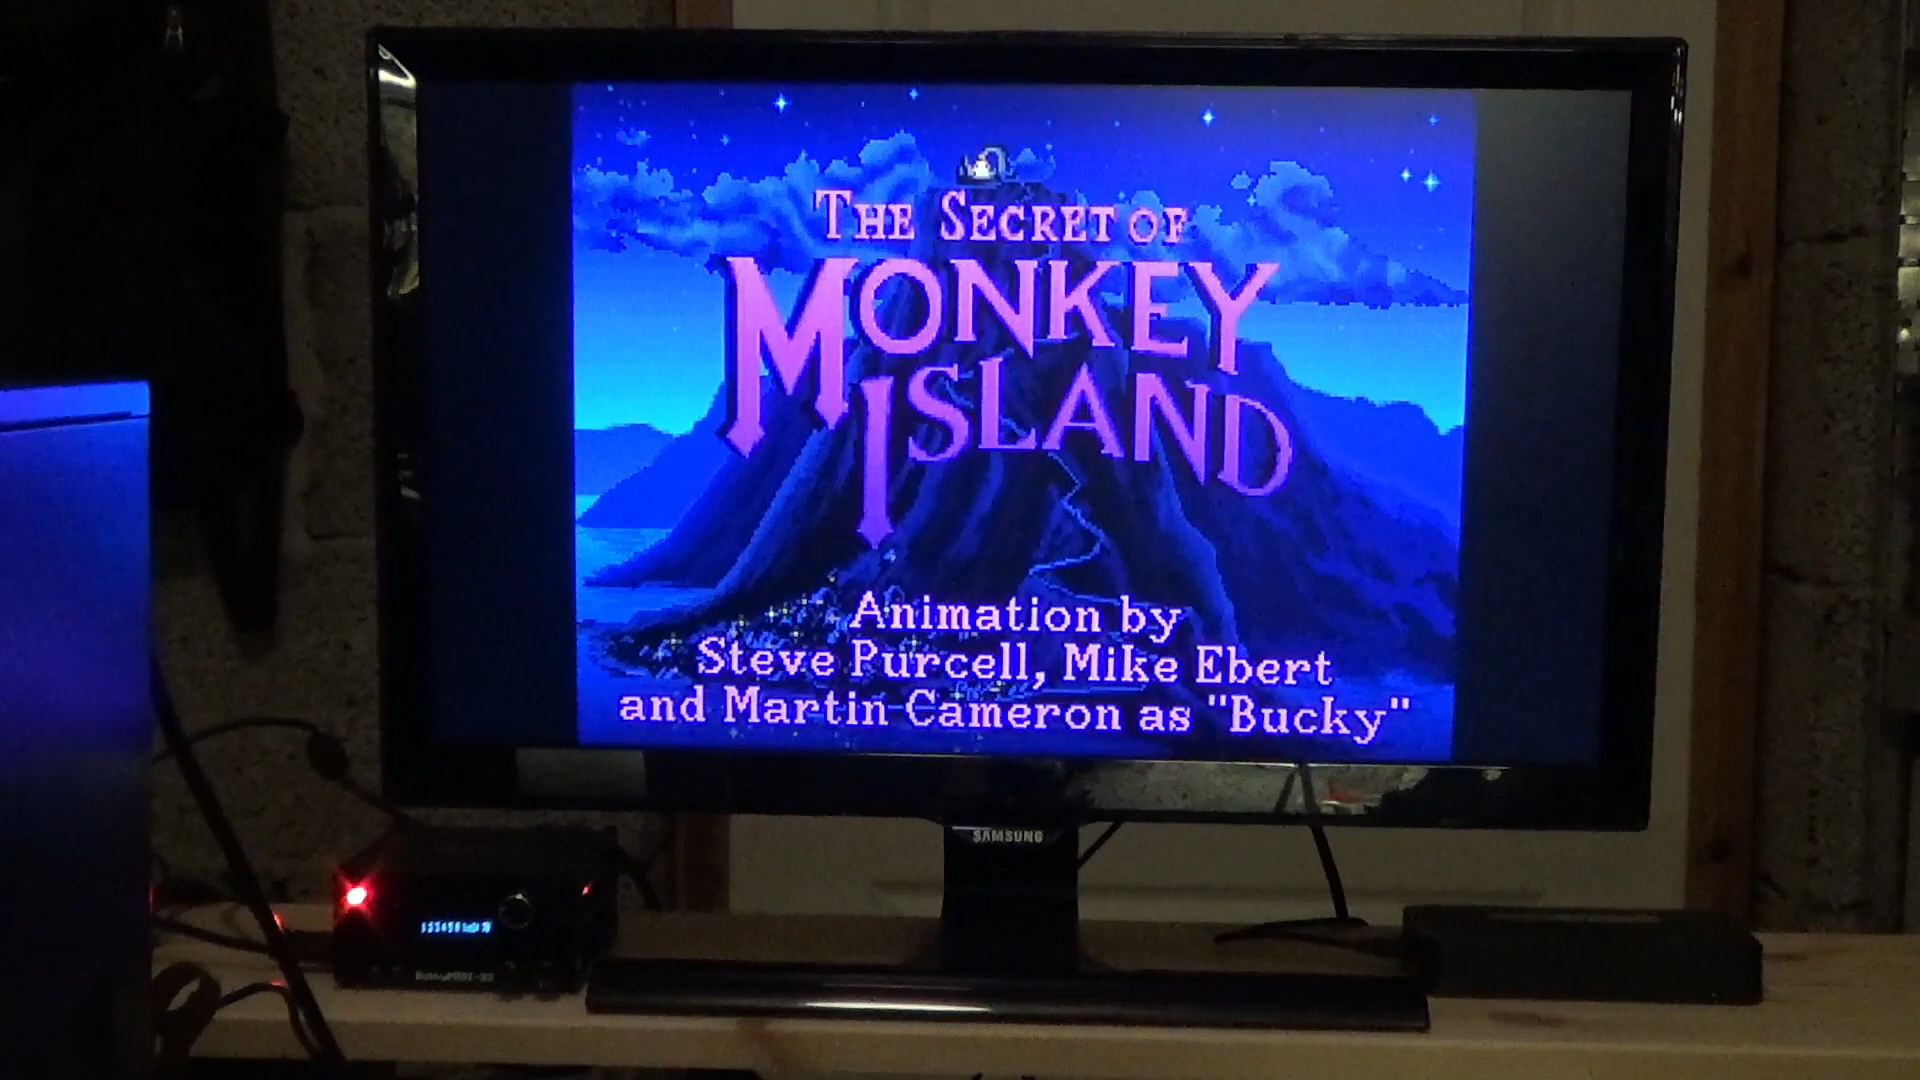 THE SECRET OF
MONKEY
ISLAND
Animation by
Steve Purcell, Mike Ebert
and Martin Cameron as "Bucky"
SAMSUNG